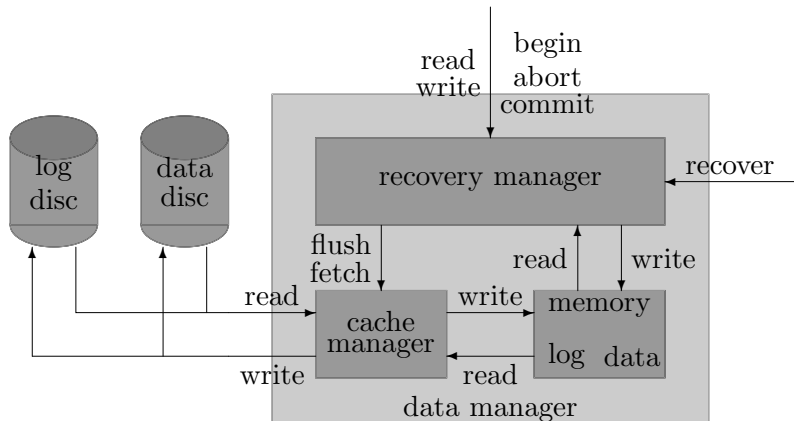 begin
read
abort
write
commit
log
disc
data
disc
recovery manager
recover
flush
fetch
read
write
read
write
memory
cache
manager
log data
write
read
data manager